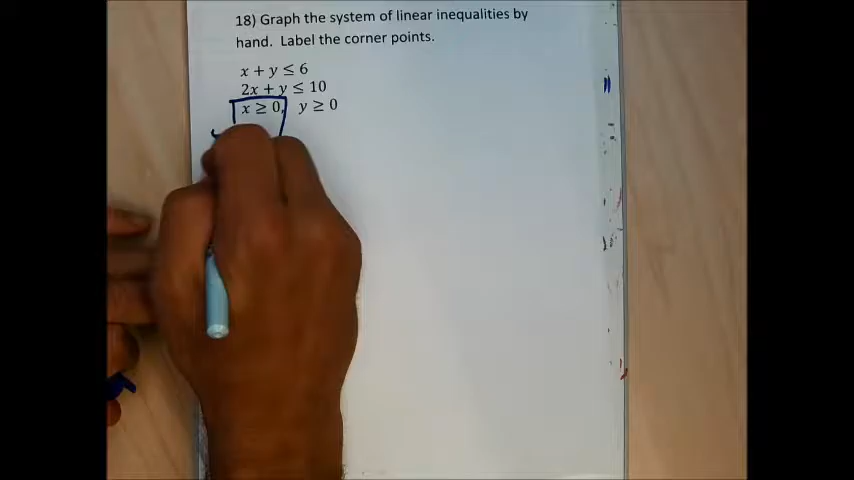 18) Graph the system of linear inequalities by
hand. Label the corner points.
x + y ≤ 6
2x + y ≤ 10
x ≥ 0, y ≥ 0